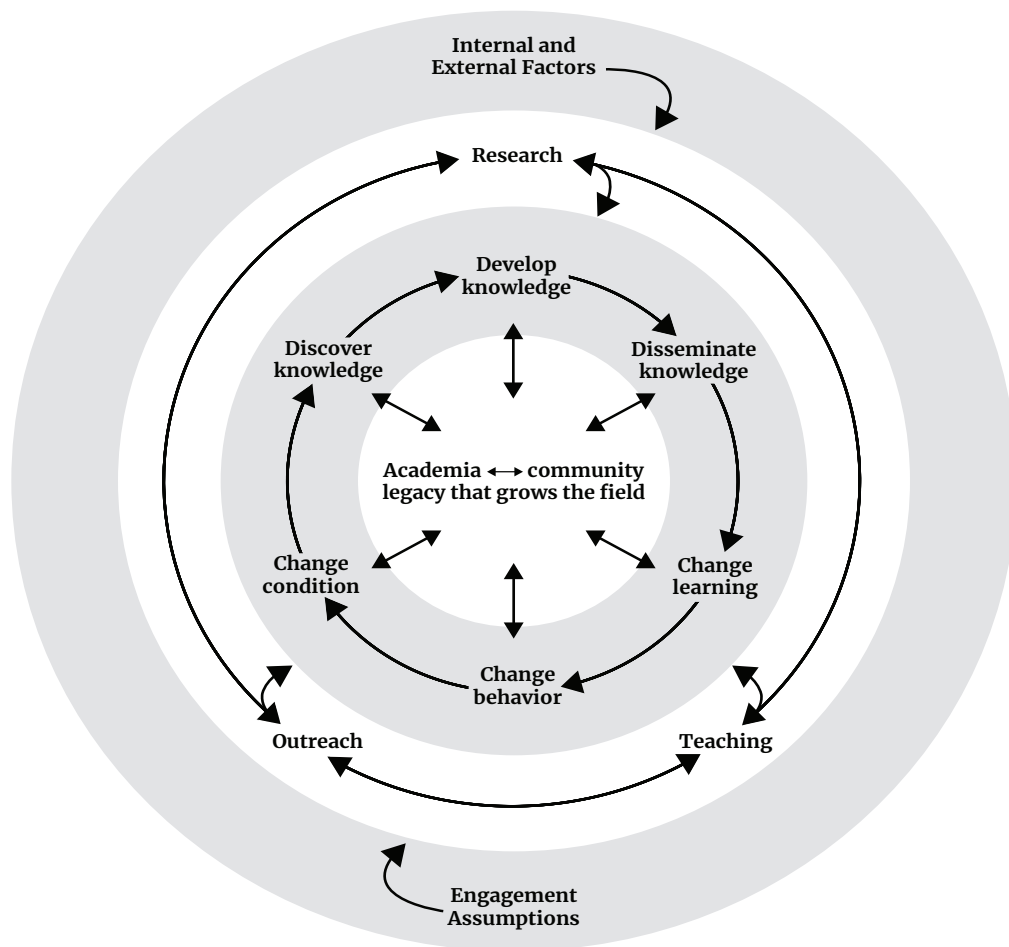 Internal and
External Factors
Research
Develop
knowledge
Discover
knowledge
Disseminate
knowledge
Academia ↔ community
legacy that grows the field
Change
condition
Change
learning
Change
behavior
Outreach
Teaching
Engagement
Assumptions